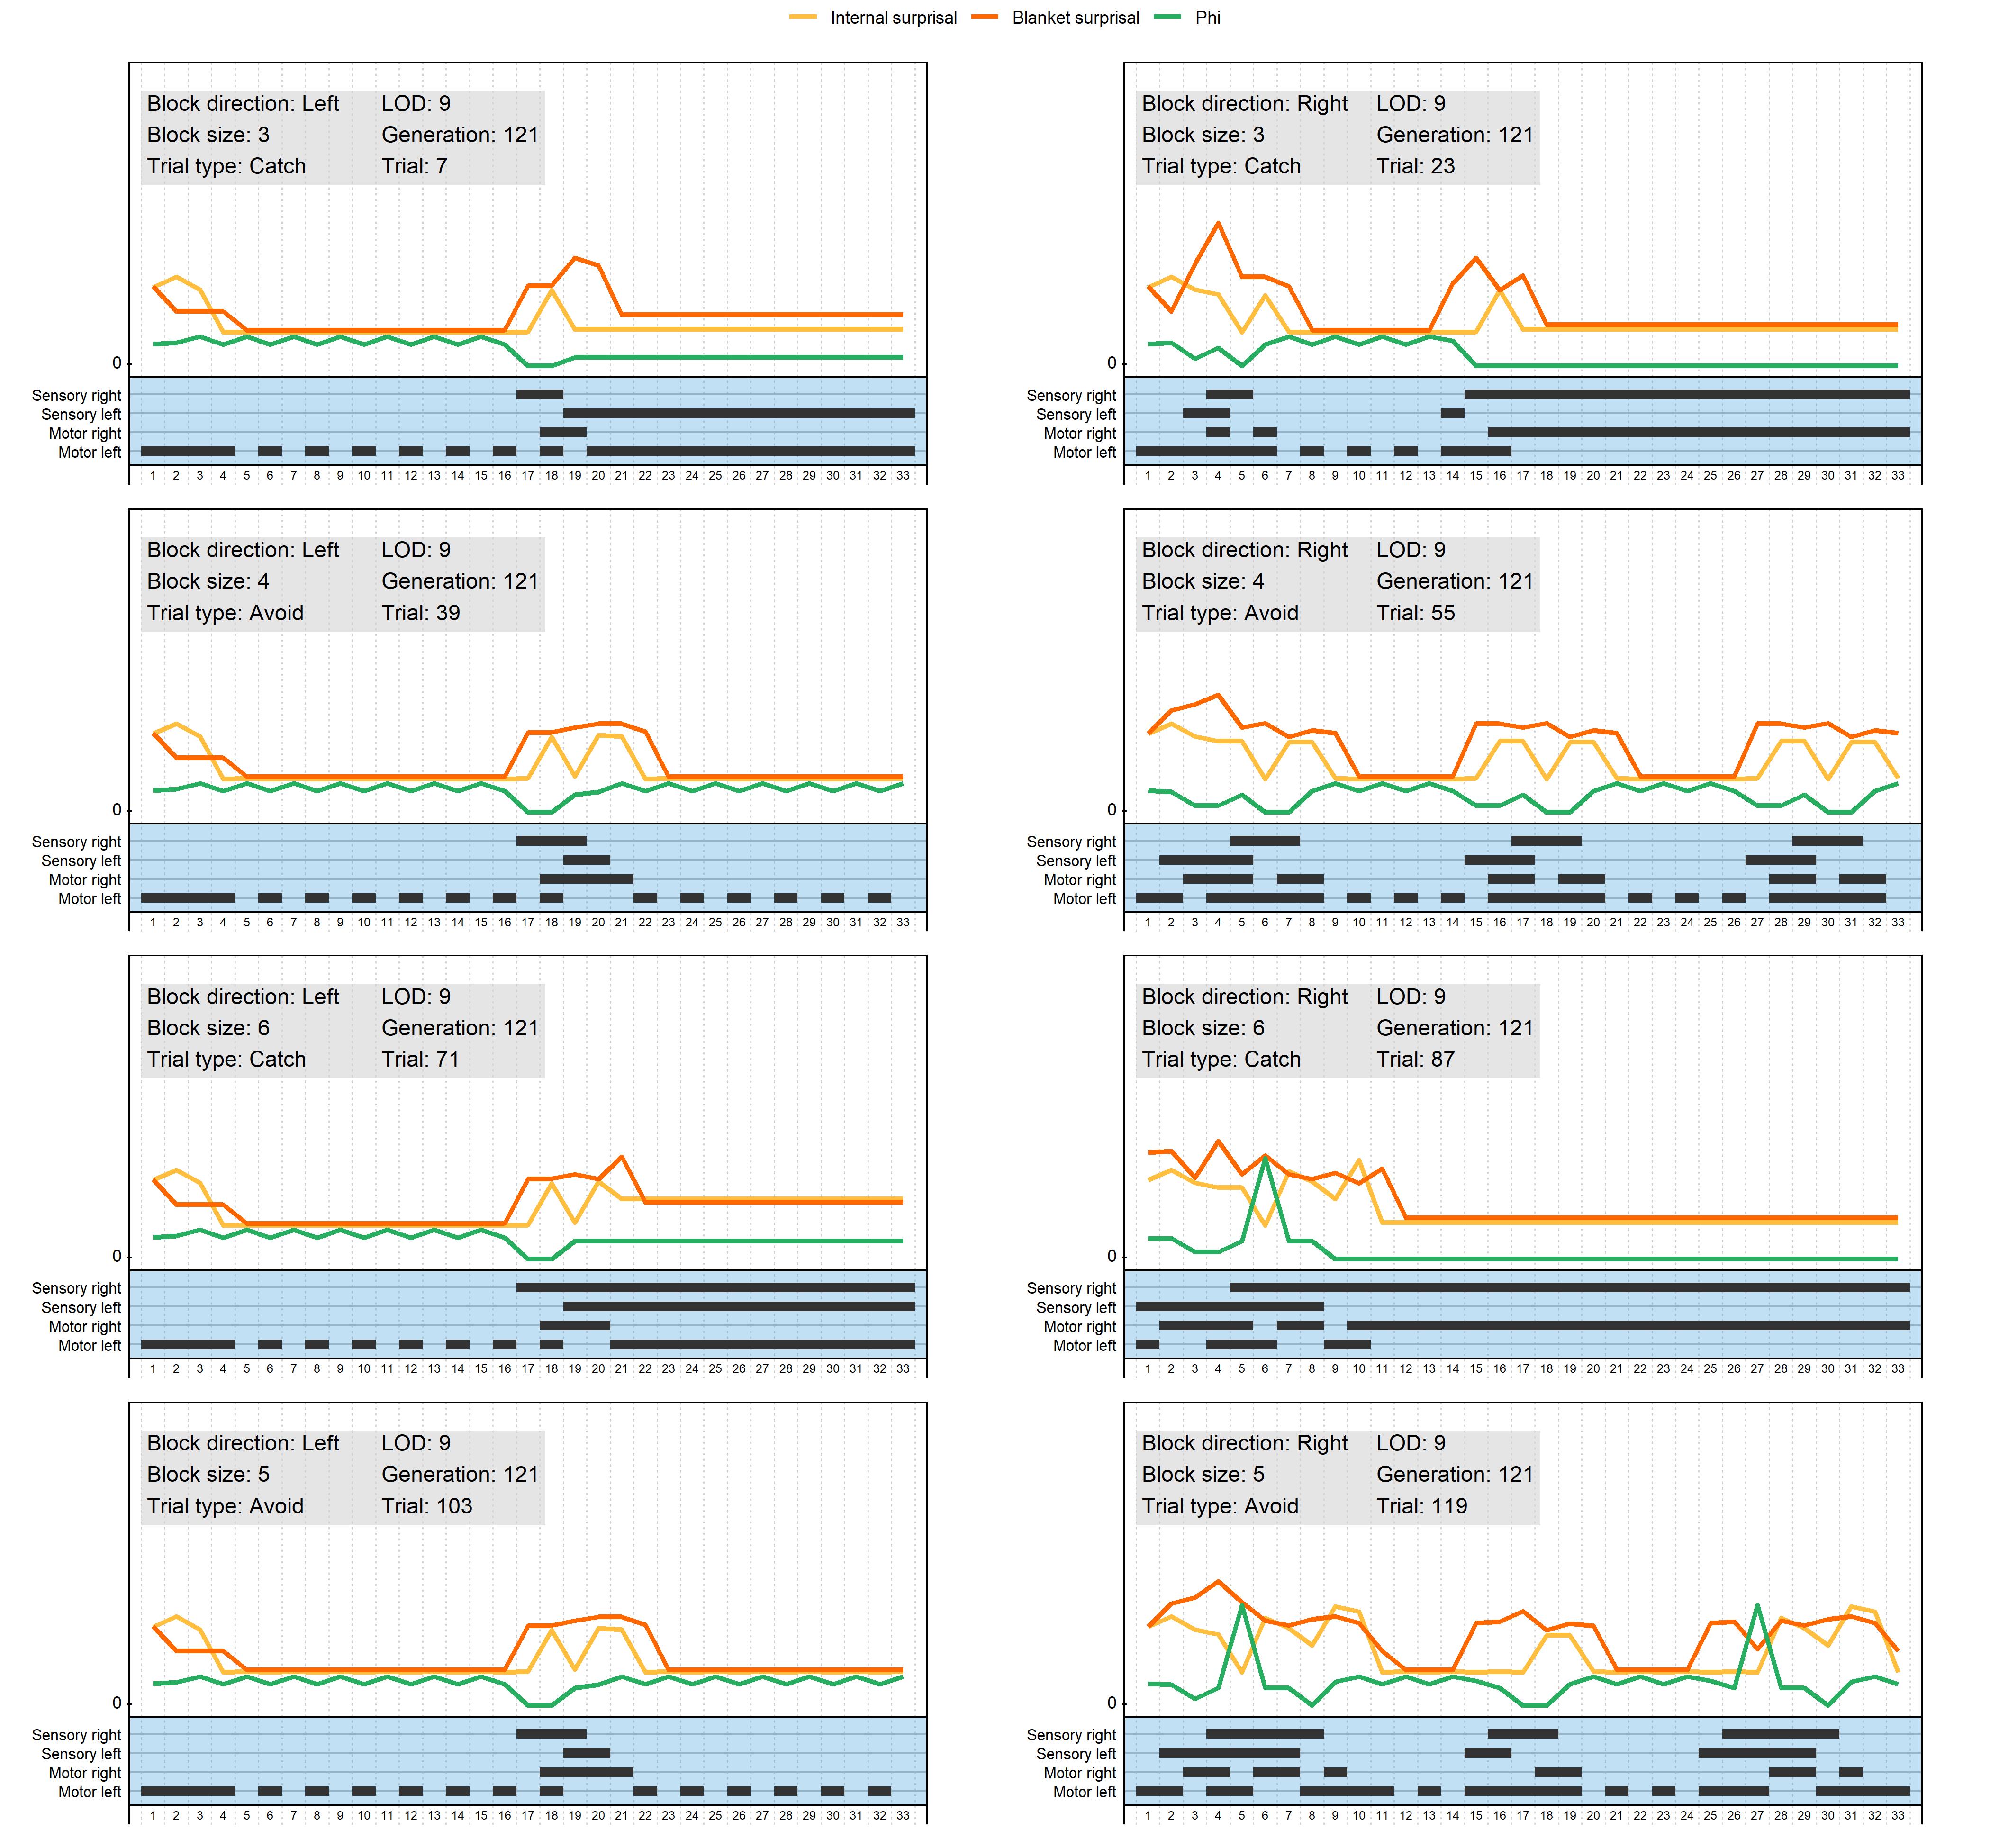 Internal surprisal Blanket surprisal Phi
Block direction: Left LOD: 9
Block size: 3 Generation: 121
Trial type: Catch Trial: 7
0
Sensory right
Sensory left
Motor right
Motor left
1 2 3 4 5 6 7 8 9 10 11 12 13 14 15 16 17 18 19 20 21 22 23 24 25 26 27 28 29 30 31 32 33
Block direction: Right LOD: 9
Block size: 3 Generation: 121
Trial type: Catch Trial: 23
0
Sensory right
Sensory left
Motor right
Motor left
1 2 3 4 5 6 7 8 9 10 11 12 13 14 15 16 17 18 19 20 21 22 23 24 25 26 27 28 29 30 31 32 33
Block direction: Left LOD: 9
Block size: 4 Generation: 121
Trial type: Avoid Trial: 39
0
Sensory right
Sensory left
Motor right
Motor left
1 2 3 4 5 6 7 8 9 10 11 12 13 14 15 16 17 18 19 20 21 22 23 24 25 26 27 28 29 30 31 32 33
Block direction: Right LOD: 9
Block size: 4 Generation: 121
Trial type: Avoid Trial: 55
0
Sensory right
Sensory left
Motor right
Motor left
1 2 3 4 5 6 7 8 9 10 11 12 13 14 15 16 17 18 19 20 21 22 23 24 25 26 27 28 29 30 31 32 33
Block direction: Left LOD: 9
Block size: 6 Generation: 121
Trial type: Catch Trial: 71
0
Sensory right
Sensory left
Motor right
Motor left
1 2 3 4 5 6 7 8 9 10 11 12 13 14 15 16 17 18 19 20 21 22 23 24 25 26 27 28 29 30 31 32 33
Block direction: Right LOD: 9
Block size: 6 Generation: 121
Trial type: Catch Trial: 87
0
Sensory right
Sensory left
Motor right
Motor left
1 2 3 4 5 6 7 8 9 10 11 12 13 14 15 16 17 18 19 20 21 22 23 24 25 26 27 28 29 30 31 32 33
Block direction: Left LOD: 9
Block size: 5 Generation: 121
Trial type: Avoid Trial: 103
0
Sensory right
Sensory left
Motor right
Motor left
1 2 3 4 5 6 7 8 9 10 11 12 13 14 15 16 17 18 19 20 21 22 23 24 25 26 27 28 29 30 31 32 33
Block direction: Right LOD: 9
Block size: 5 Generation: 121
Trial type: Avoid Trial: 119
0
Sensory right
Sensory left
Motor right
Motor left
1 2 3 4 5 6 7 8 9 10 11 12 13 14 15 16 17 18 19 20 21 22 23 24 25 26 27 28 29 30 31 32 33